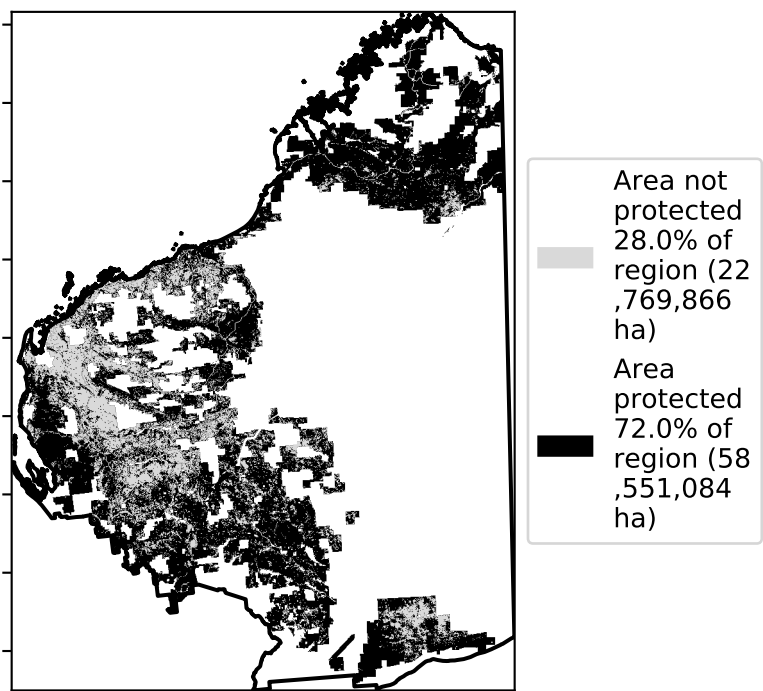 Area not
protected
28.0% of
region (22
,769,866
ha)
Area
protected
72.0% of
region (58
,551,084
ha)